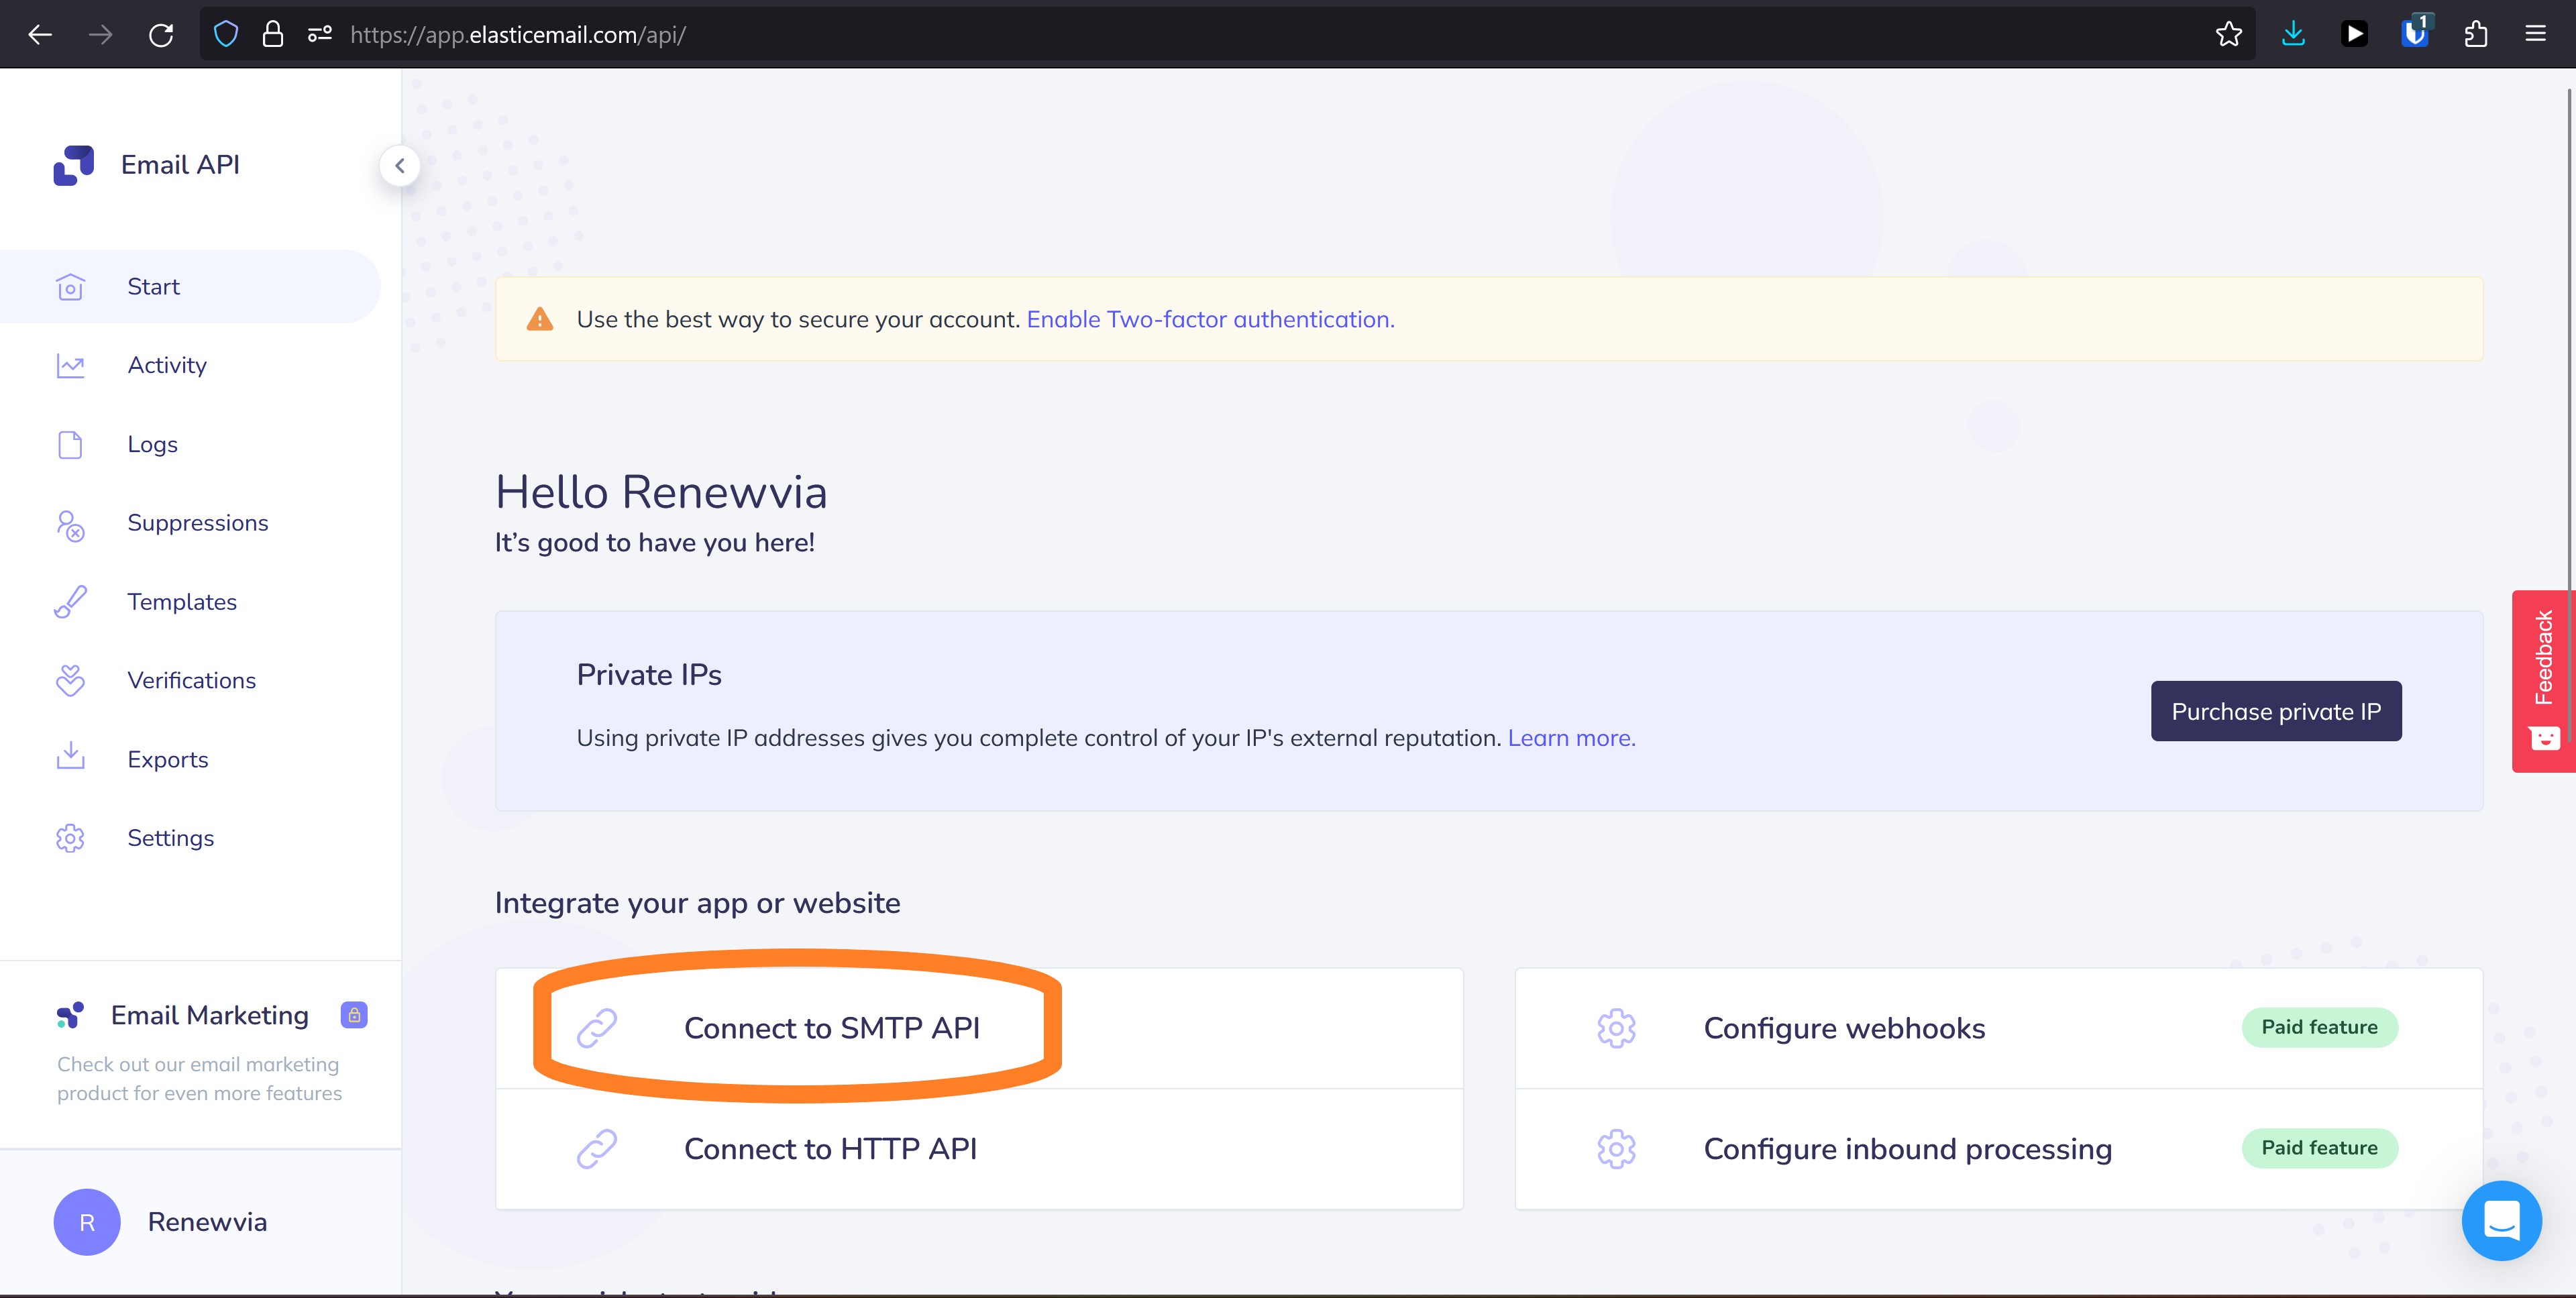 https://app.elasticemail.com/api/
1
Email API
Start
Activity
Logs
Suppressions
Templates
Verifications
Exports
Settings
Email Marketing
Check out our email marketing
product for even more features
R
Renewvia
Use the best way to secure your account. Enable Two-factor authentication.
Hello Renewvia
It's good to have you here!
Private IPs
Using private IP addresses gives you complete control of your IP's external reputation. Learn more.
Purchase private IP
Integrate your app or website
Connect to SMTP API
Connect to HTTP API
Configure webhooks
Paid feature
Configure inbound processing
Paid feature
Feedback